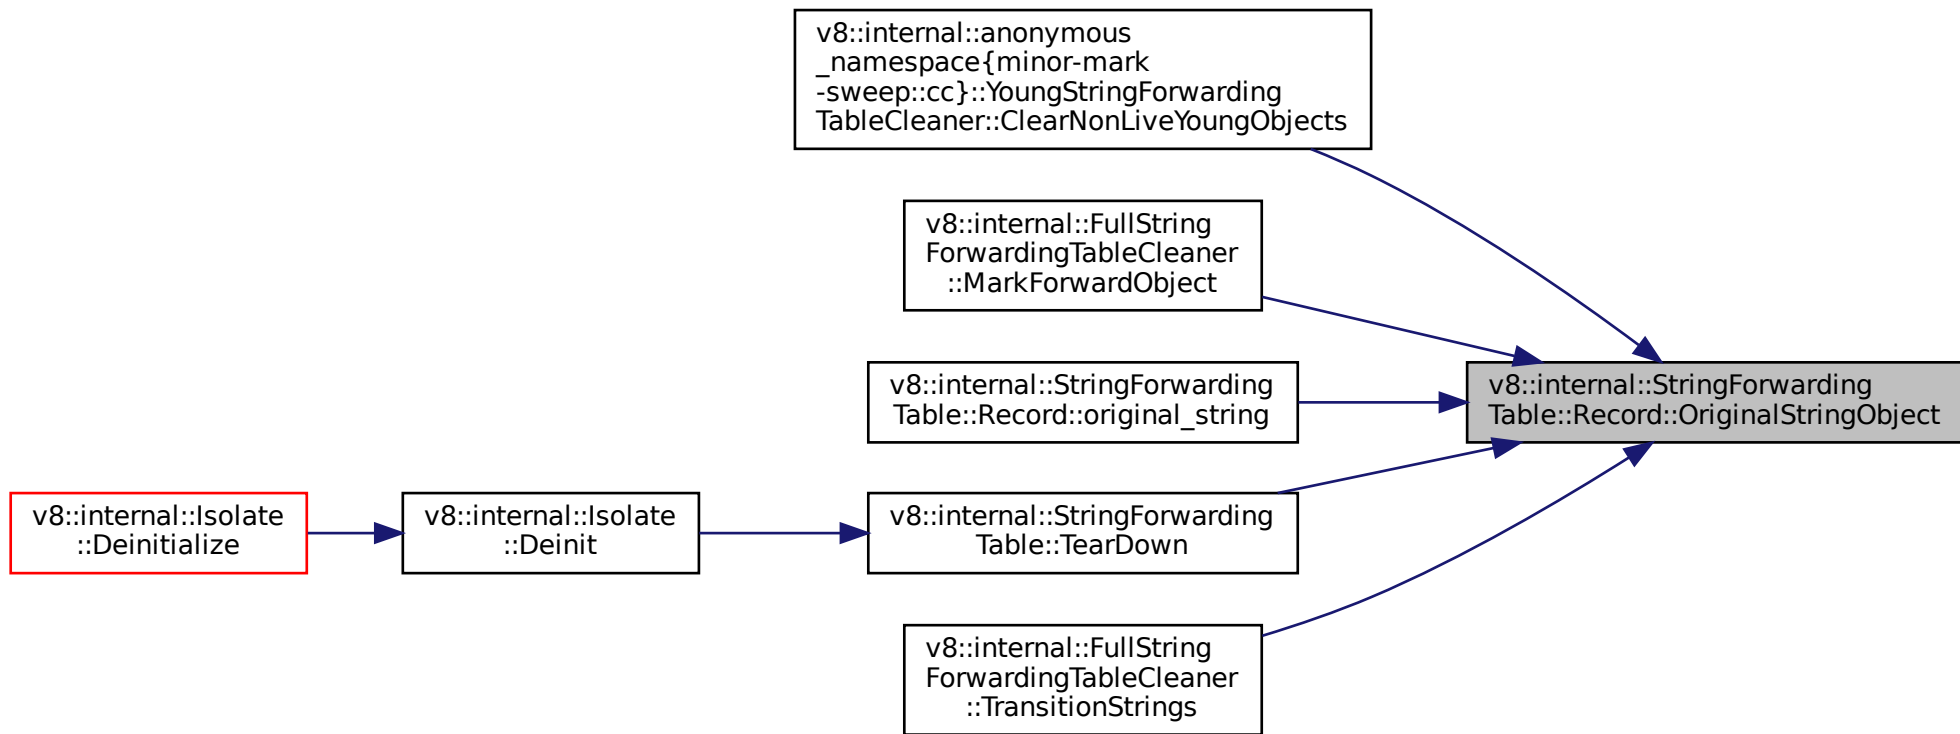 v8::internal::anonymous
_namespace{minor-mark
-sweep::cc}::YoungStringForwarding
TableCleaner::ClearNonLiveYoungObjects
v8::internal::FullString
ForwardingTableCleaner
::MarkForwardObject
v8::internal::StringForwarding
Table::Record::original_string
v8::internal::StringForwarding
Table::Record::OriginalStringObject
v8::internal::Isolate
::Deinitialize
v8::internal::Isolate
::Deinit
v8::internal::StringForwarding
Table::TearDown
v8::internal::FullString
ForwardingTableCleaner
::TransitionStrings